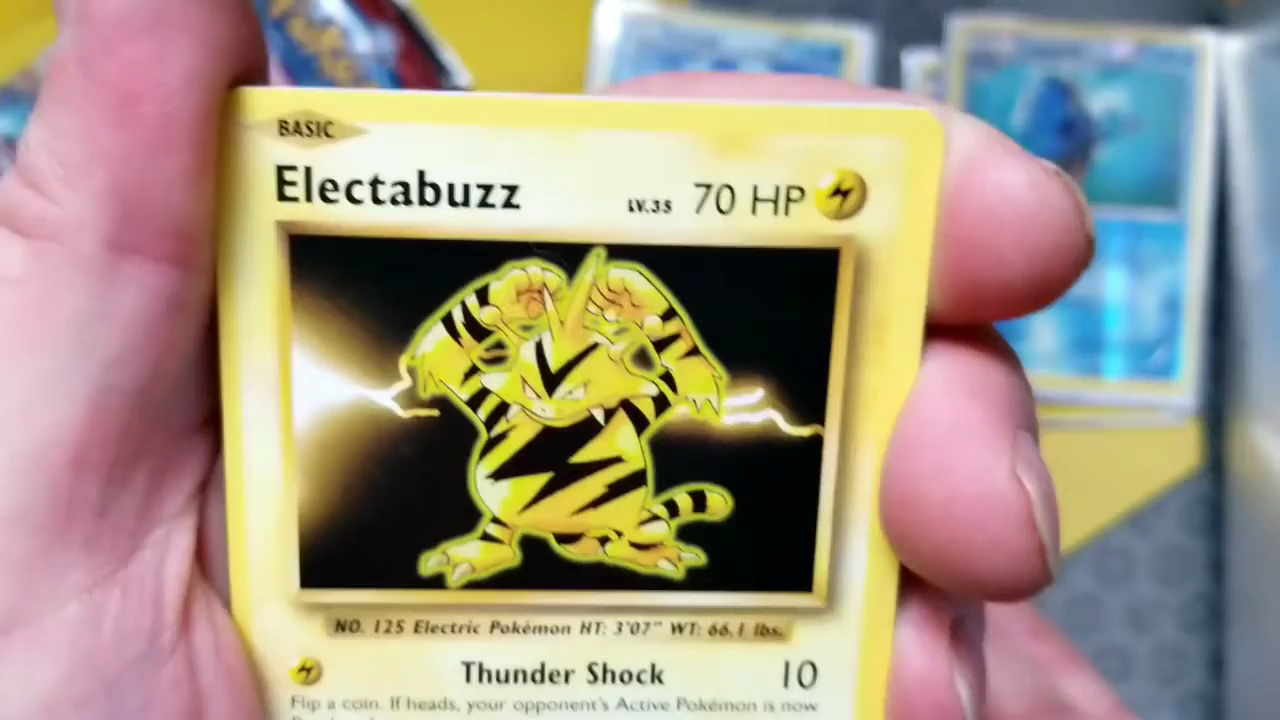 BASIC
Electabuzz LV.35 70 HP
NO. 125 Electric Pokémon HT: 3'07" WT: 66.1 lbs.
Thunder Shock 10
Flip a coin. If heads, your opponent's Active Pokémon is now